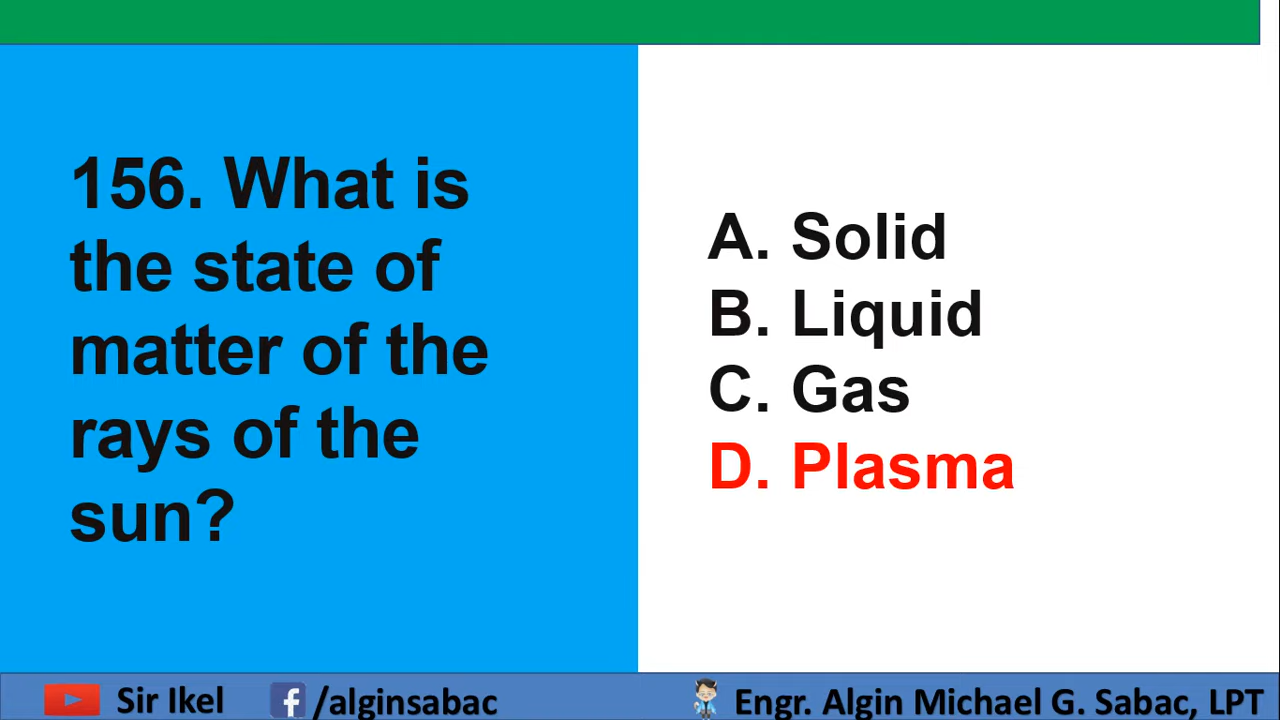 156. What is
the state of
matter of the
rays of the
sun?
A. Solid
B. Liquid
C. Gas
D. Plasma
Sir Ikel
/alginsabac
Engr. Algin Michael G. Sabac, LPT